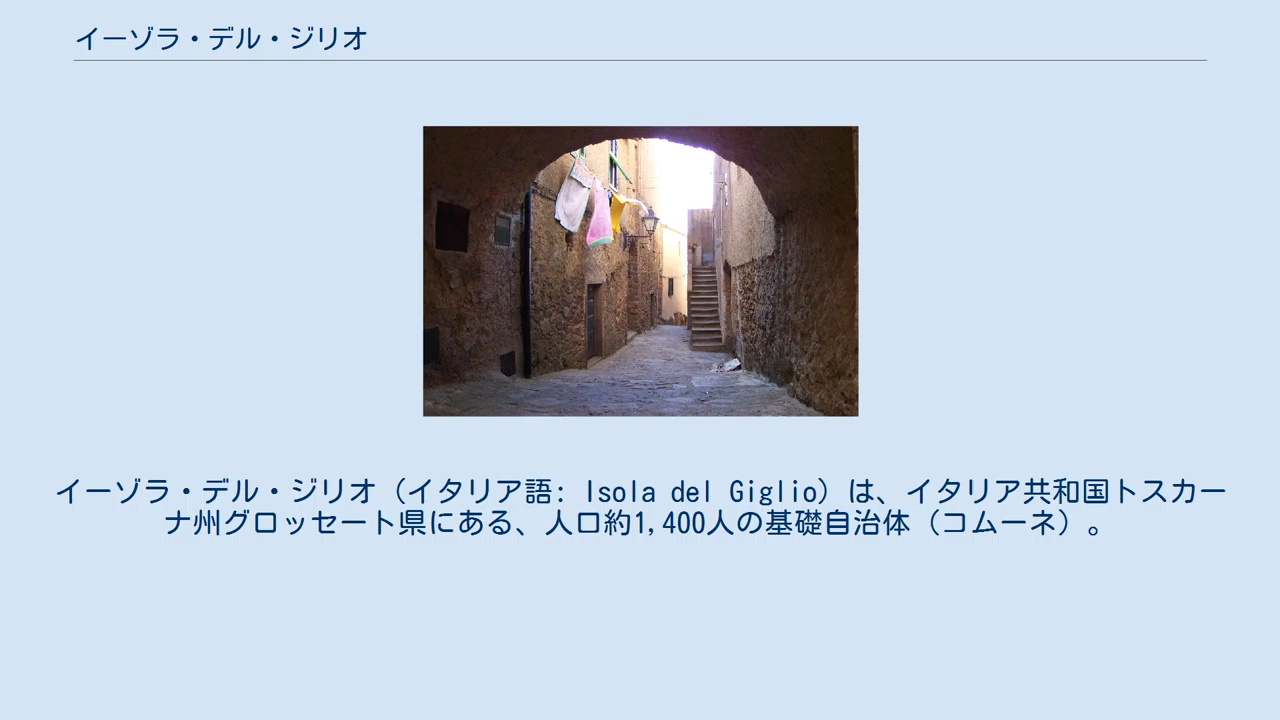 イーゾラ・デル・ジリオ
イーゾラ・デル・ジリオ（イタリア語: Isola del Giglio）は、イタリア共和国トスカー
ナ州グロッセート県にある、人口約1,400人の基礎自治体（コムーネ）。